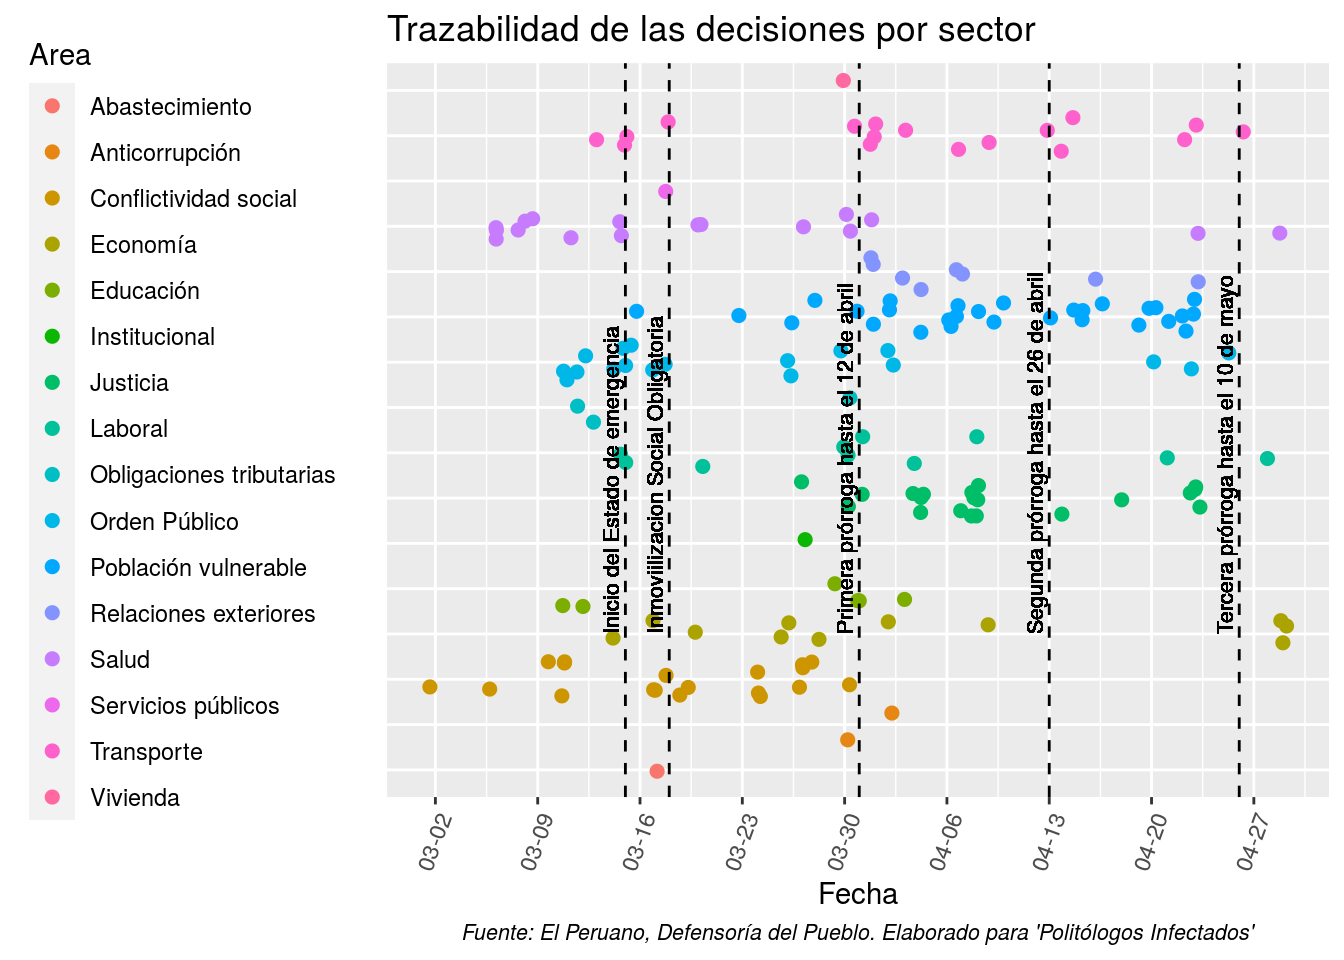 Trazabilidad de las decisiones por sector
Area
Abastecimiento
Anticorrupción
Conflictividad social
Economía
Educación
Institucional
Justicia
Laboral
Obligaciones tributarias
Orden Público
Población vulnerable
Relaciones exteriores
Salud
Servicios públicos
Transporte
Vivienda
Inicio del Estado de emergencia
Inmoviilizacion Social Obligatoria
Primera prórroga hasta el 12 de abril
Segunda prórroga hasta el 26 de abril
Tercera prórroga hasta el 10 de mayo
03-02
03-09
03-16
03-23
03-30
04-06
04-13
04-20
04-27
Fecha
Fuente: El Peruano, Defensoría del Pueblo. Elaborado para 'Politólogos Infectados'